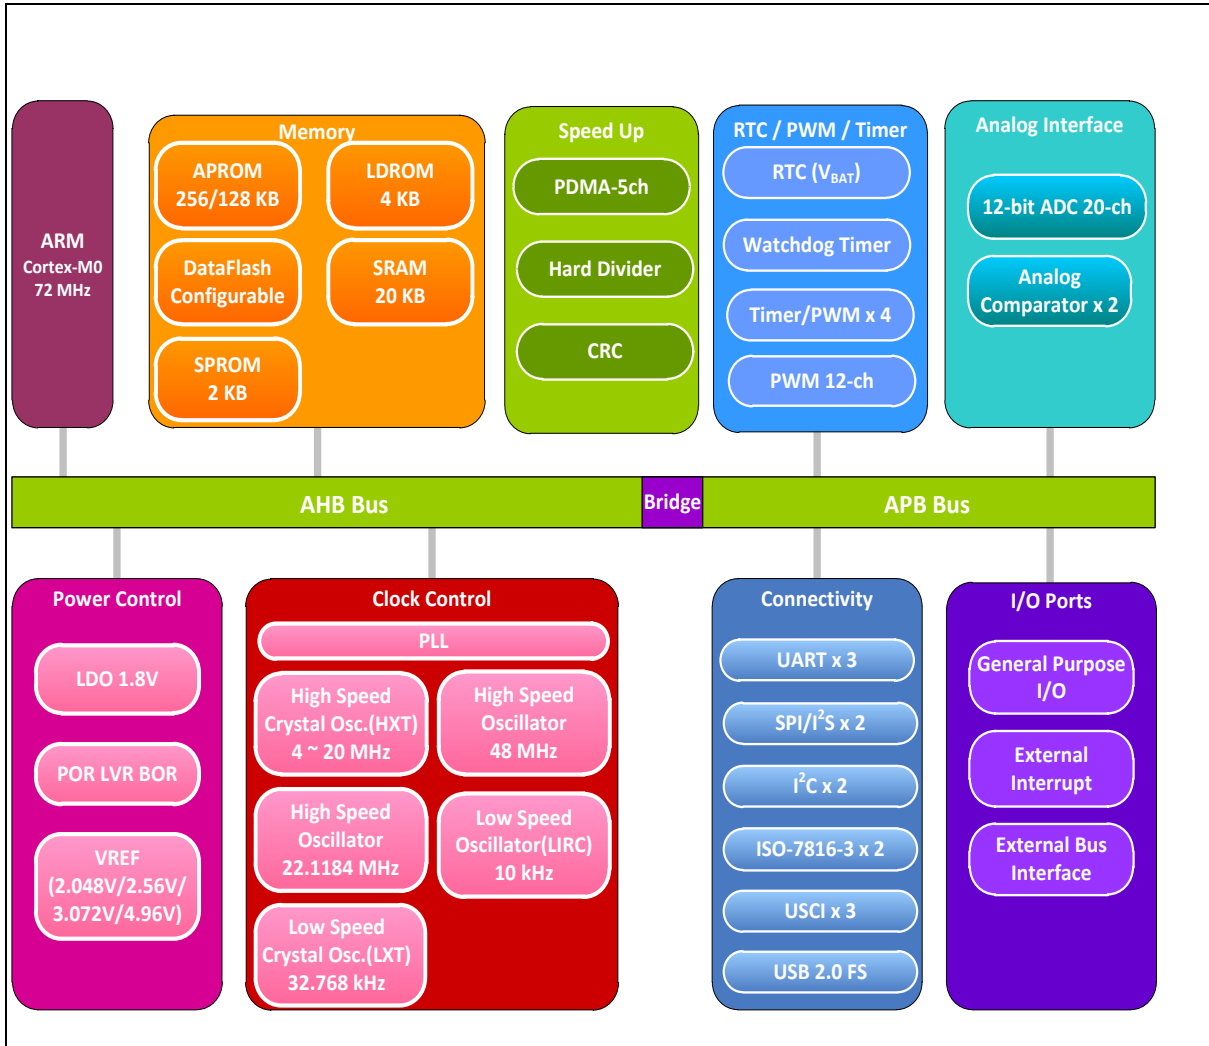 ARM
Cortex-M0
72 MHz
Memory
APROM
256/128 KB
LDROM
4 KB
DataFlash
Configurable
SRAM
20 KB
SPROM
2 KB
Speed Up
PDMA-5ch
Hard Divider
CRC
RTC / PWM / Timer
RTC (VBAT)
Watchdog Timer
Timer/PWM x 4
PWM 12-ch
Analog Interface
12-bit ADC 20-ch
Analog
Comparator x 2
AHB Bus
Bridge
APB Bus
Power Control
LDO 1.8V
POR LVR BOR
VREF
(2.048V/2.56V/
3.072V/4.96V)
Clock Control
PLL
High Speed
Crystal Osc.(HXT)
4 ~ 20 MHz
High Speed
Oscillator
48 MHz
High Speed
Oscillator
22.1184 MHz
Low Speed
Oscillator(LIRC)
10 kHz
Low Speed
Crystal Osc.(LXT)
32.768 kHz
Connectivity
UART x 3
SPI/I²S x 2
I²C x 2
ISO-7816-3 x 2
USCI x 3
USB 2.0 FS
I/O Ports
General Purpose
I/O
External
Interrupt
External Bus
Interface